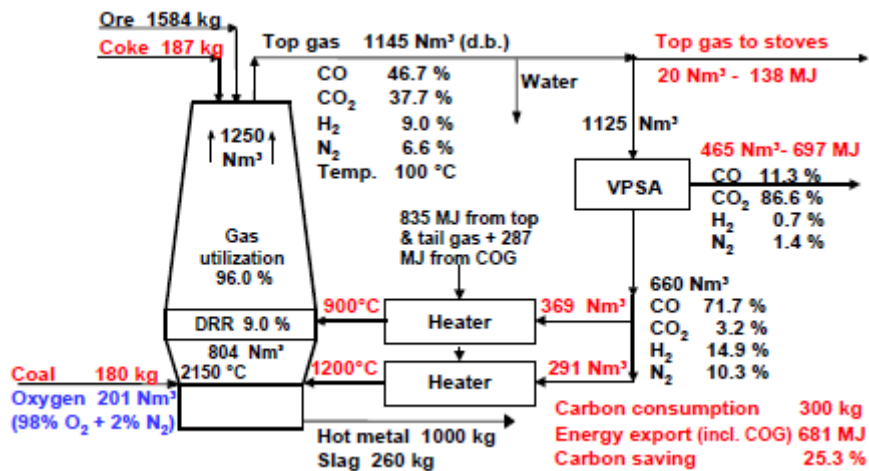 Ore 1584 kg
Coke 187 kg
Top gas 1145 Nm³ (d.b.)
CO 46.7 %
CO₂ 37.7 %
H₂ 9.0 %
N₂ 6.6 %
Temp. 100 °C
Water
Top gas to stoves
20 Nm³ - 138 MJ
1125 Nm³
1250
Nm³
VPSA
465 Nm³- 697 MJ
CO 11.3 %
CO₂ 86.6 %
H₂ 0.7 %
N₂ 1.4 %
Gas
utilization
96.0 %
835 MJ from top
& tail gas + 287
MJ from COG
660 Nm³
CO 71.7 %
CO₂ 3.2 %
H₂ 14.9 %
N₂ 10.3 %
900°C
Heater
369 Nm³
DRR 9.0 %
804 Nm³
2150 °C
1200°C
Heater
291 Nm³
Coal 180 kg
Oxygen 201 Nm³
(98% O₂ + 2% N₂)
Hot metal 1000 kg
Slag 260 kg
Carbon consumption 300 kg
Energy export (incl. COG) 681 MJ
Carbon saving 25.3 %